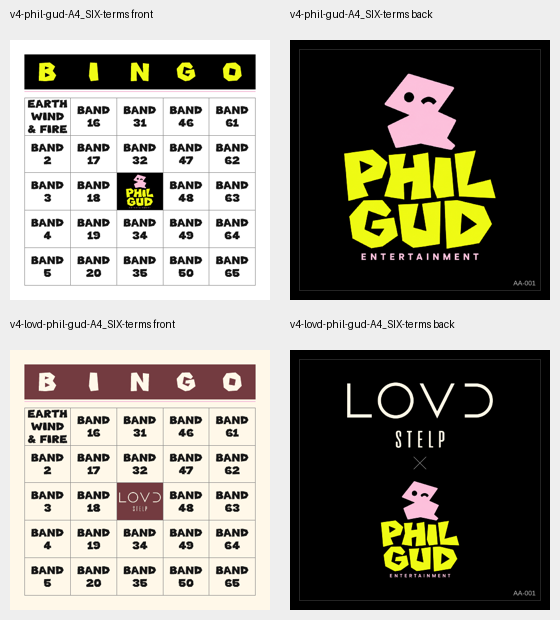 v4-phil-gud-A4_SIX-terms front
v4-phil-gud-A4_SIX-terms back
B I N G O
EARTH WIND & FIRE BAND 16 BAND 31 BAND 46 BAND 61
BAND 2 BAND 17 BAND 32 BAND 47 BAND 62
BAND 3 BAND 18 PHIL GUD BAND 48 BAND 63
BAND 4 BAND 19 BAND 34 BAND 49 BAND 64
BAND 5 BAND 20 BAND 35 BAND 50 BAND 65
PHIL
GUD
ENTERTAINMENT
AA-001
v4-lovd-phil-gud-A4_SIX-terms front
v4-lovd-phil-gud-A4_SIX-terms back
B I N G O
EARTH WIND & FIRE BAND 16 BAND 31 BAND 46 BAND 61
BAND 2 BAND 17 BAND 32 BAND 47 BAND 62
BAND 3 BAND 18 LOVD STELP BAND 48 BAND 63
BAND 4 BAND 19 BAND 34 BAND 49 BAND 64
BAND 5 BAND 20 BAND 35 BAND 50 BAND 65
LOVD
STELP
PHIL
GUD
ENTERTAINMENT
AA-001